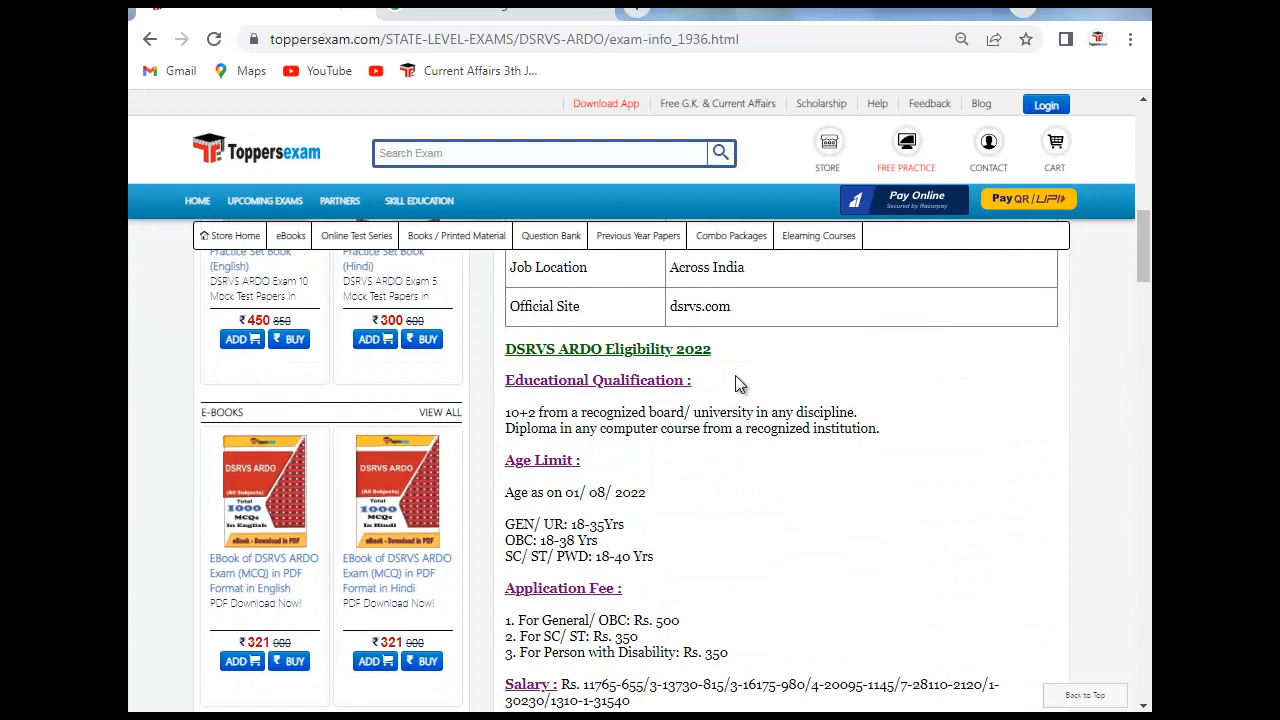 toppersexam.com/STATE-LEVEL-EXAMS/DSRVS-ARDO/exam-info_1936.html
Gmail Maps YouTube Current Affairs 3th J...
Download App Free G.K. & Current Affairs Scholarship Help Feedback Blog Login
Toppersexam Search Exam
STORE FREE PRACTICE CONTACT CART
HOME UPCOMING EXAMS PARTNERS SKILL EDUCATION
Pay Online
Secured by Razorpay
Pay QR / UPI
Store Home eBooks Online Test Series Books / Printed Material Question Bank Previous Year Papers Combo Packages Elearning Courses
Practice Set Book
(English)
DSRVS ARDO Exam 10
Mock Test Papers in
₹ 450 850
ADD ₹ BUY
Practice Set Book
(Hindi)
DSRVS ARDO Exam 5
Mock Test Papers in
₹ 300 600
ADD ₹ BUY
E-BOOKS VIEW ALL
DSRVS ARDO
(All Subjects)
Total
1000
MCQs
In English
eBook - Download in PDF
EBook of DSRVS ARDO
Exam (MCQ) in PDF
Format in English
PDF Download Now!
₹ 321 900
ADD ₹ BUY
DSRVS ARDO
(All Subjects)
Total
1000
MCQs
In Hindi
eBook - Download in PDF
EBook of DSRVS ARDO
Exam (MCQ) in PDF
Format in Hindi
PDF Download Now!
₹ 321 900
ADD ₹ BUY
Job Location Across India
Official Site dsrvs.com
DSRVS ARDO Eligibility 2022
Educational Qualification :
10+2 from a recognized board/ university in any discipline.
Diploma in any computer course from a recognized institution.
Age Limit :
Age as on 01/ 08/ 2022
GEN/ UR: 18-35Yrs
OBC: 18-38 Yrs
SC/ ST/ PWD: 18-40 Yrs
Application Fee :
1. For General/ OBC: Rs. 500
2. For SC/ ST: Rs. 350
3. For Person with Disability: Rs. 350
Salary : Rs. 11765-655/3-13730-815/3-16175-980/4-20095-1145/7-28110-2120/1-
30230/1310-1-31540
Back to Top